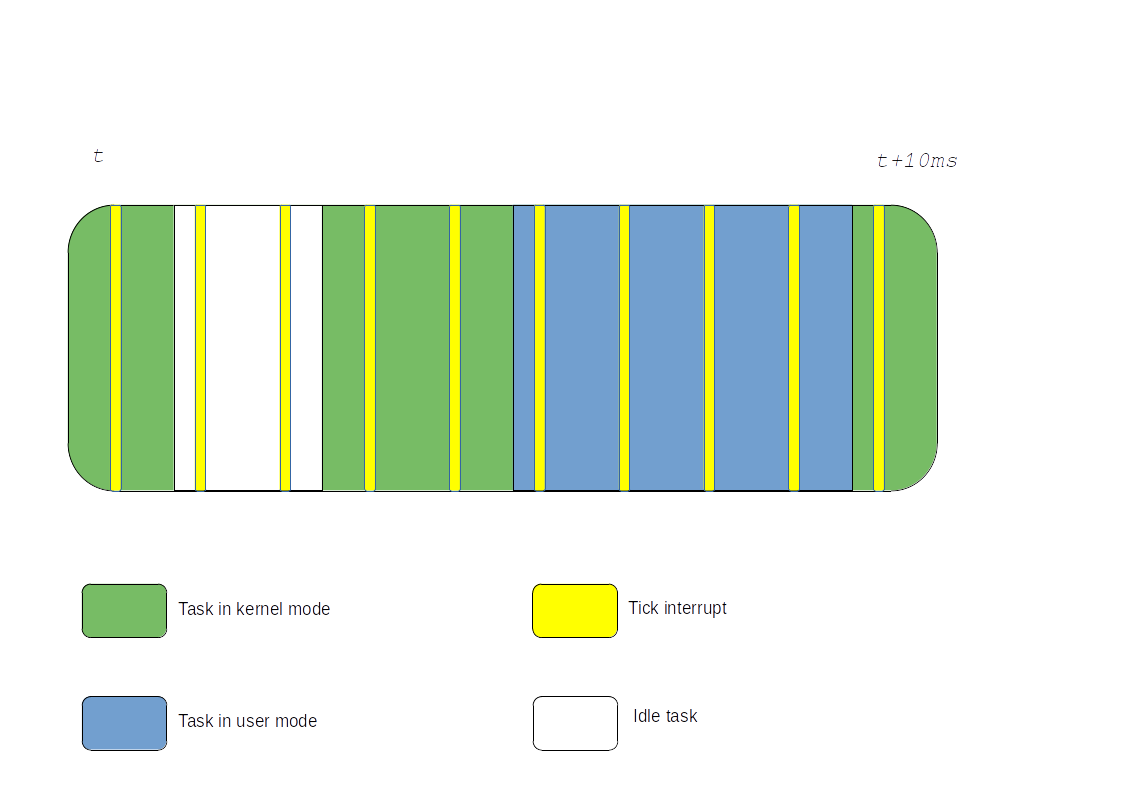 t
t+10ms
Task in kernel mode
Tick interrupt
Task in user mode
Idle task